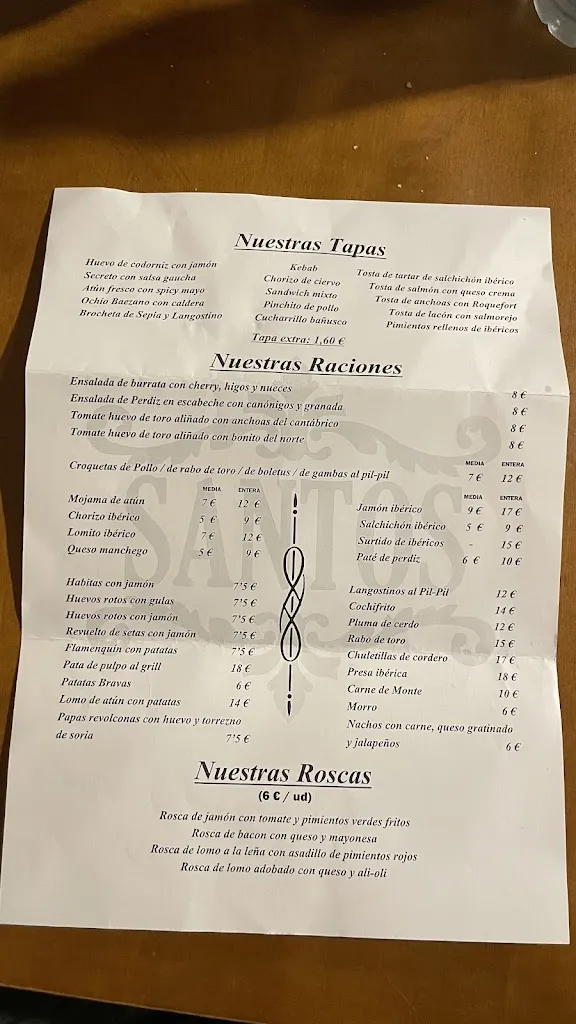 Nuestras Tapas
Huevo de codorniz con jamón
Secreto con salsa gaucha
Atún fresco con spicy mayo
Ochio Baezano con caldera
Brocheta de Sepia y Langostino
Kebab
Chorizo de ciervo
Sandwich mixto
Pinchito de pollo
Cucharrillo bañusco
Tosta de tartar de salchichón ibérico
Tosta de salmón con queso crema
Tosta de anchoas con Roquefort
Tosta de lacón con salmorejo
Pimientos rellenos de ibéricos
Tapa extra: 1,60 €
Nuestras Raciones
Ensalada de burrata con cherry, higos y nueces 8 €
Ensalada de Perdiz en escabeche con canónigos y granada 8 €
Tomate huevo de toro aliñado con anchoas del cantábrico 8 €
Tomate huevo de toro aliñado con bonito del norte 8 €
MEDIA ENTERA
Croquetas de Pollo / de rabo de toro / de boletus / de gambas al pil-pil 7 € 12 €
MEDIA ENTERA
Mojama de atún 7 € 12 €
Chorizo ibérico 5 € 9 €
Lomito ibérico 7 € 12 €
Queso manchego 5 € 9 €
MEDIA ENTERA
Jamón ibérico 9 € 17 €
Salchichón ibérico 5 € 9 €
Surtido de ibéricos - 15 €
Paté de perdiz 6 € 10 €
SANTOS
Habitas con jamón 7'5 €
Huevos rotos con gulas 7'5 €
Huevos rotos con jamón 7'5 €
Revuelto de setas con jamón 7'5 €
Flamenquín con patatas 7'5 €
Pata de pulpo al grill 18 €
Patatas Bravas 6 €
Lomo de atún con patatas 14 €
Papas revolconas con huevo y torrezno
de soria 7'5 €
Langostinos al Pil-Pil 12 €
Cochifrito 14 €
Pluma de cerdo 12 €
Rabo de toro 15 €
Chuletillas de cordero 17 €
Presa ibérica 18 €
Carne de Monte 10 €
Morro 6 €
Nachos con carne, queso gratinado
y jalapeños 6 €
Nuestras Roscas
(6 € / ud)
Rosca de jamón con tomate y pimientos verdes fritos
Rosca de bacon con queso y mayonesa
Rosca de lomo a la leña con asadillo de pimientos rojos
Rosca de lomo adobado con queso y ali-oli